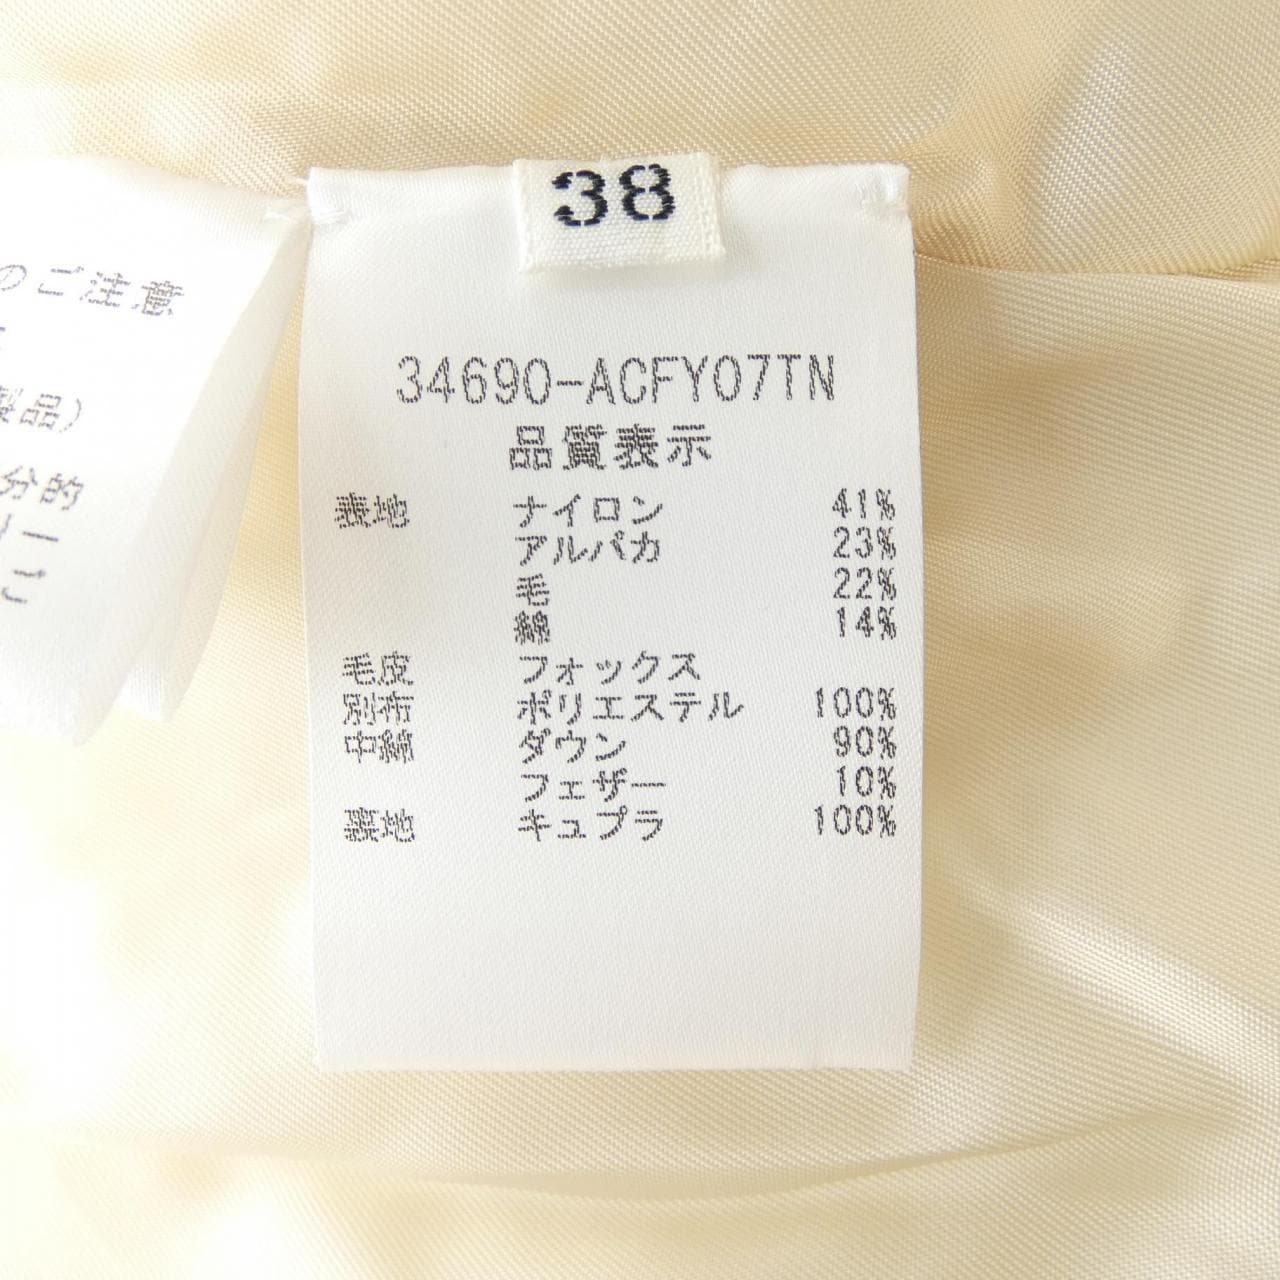 のご注意
製品)
分的
ご
38
34690-ACFY07TN
品質表示
表地 ナイロン 41%
アルパカ 23%
毛 22%
綿 14%
毛皮 フォックス
別布 ポリエステル 100%
中綿 ダウン 90%
フェザー 10%
裏地 キュプラ 100%